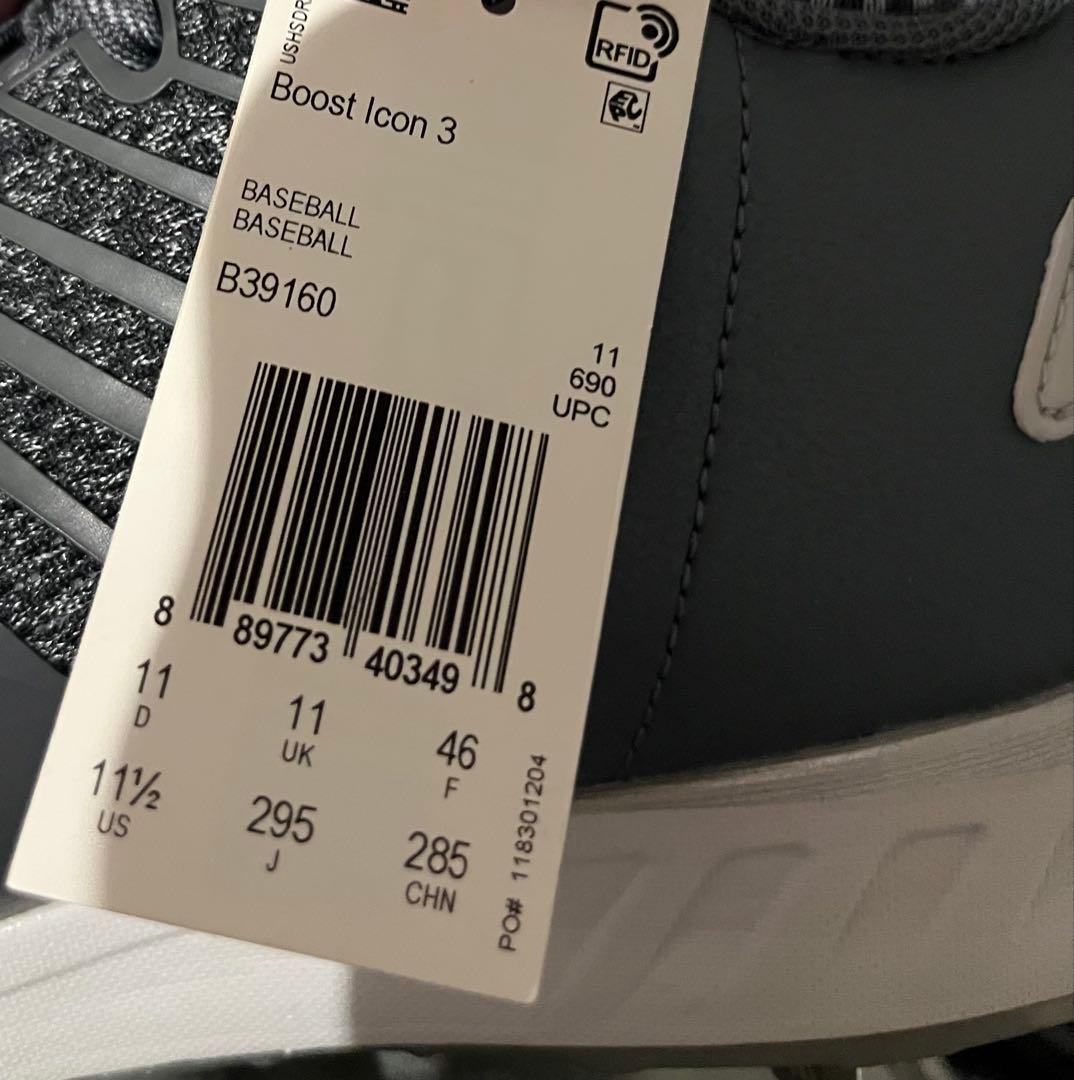 USHSDR
RFID
Boost Icon 3
BASEBALL
BASEBALL
B39160
11
690
UPC
8 89773 40349 8
11 D
11 UK
46 F
11½ US
295 J
285 CHN
PO# 118301204